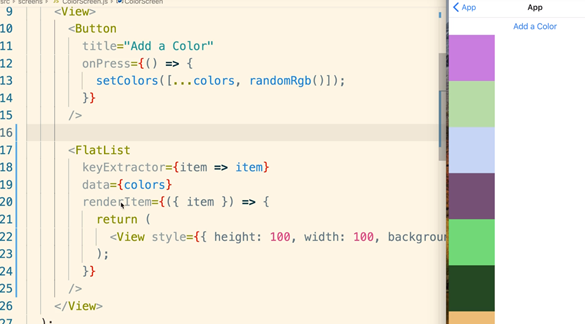 src › screens › ColorScreen.js › ColorScreen
9 <View>
10 <Button
11 title="Add a Color"
12 onPress={() => {
13 setColors([...colors, randomRgb()]);
14 }}
15 />
16
17 <FlatList
18 keyExtractor={item => item}
19 data={colors}
20 renderItem={({ item }) => {
21 return (
22 <View style={{ height: 100, width: 100, backgrou
23 );
24 }}
25 />
26 </View>
27 );
App
App
Add a Color